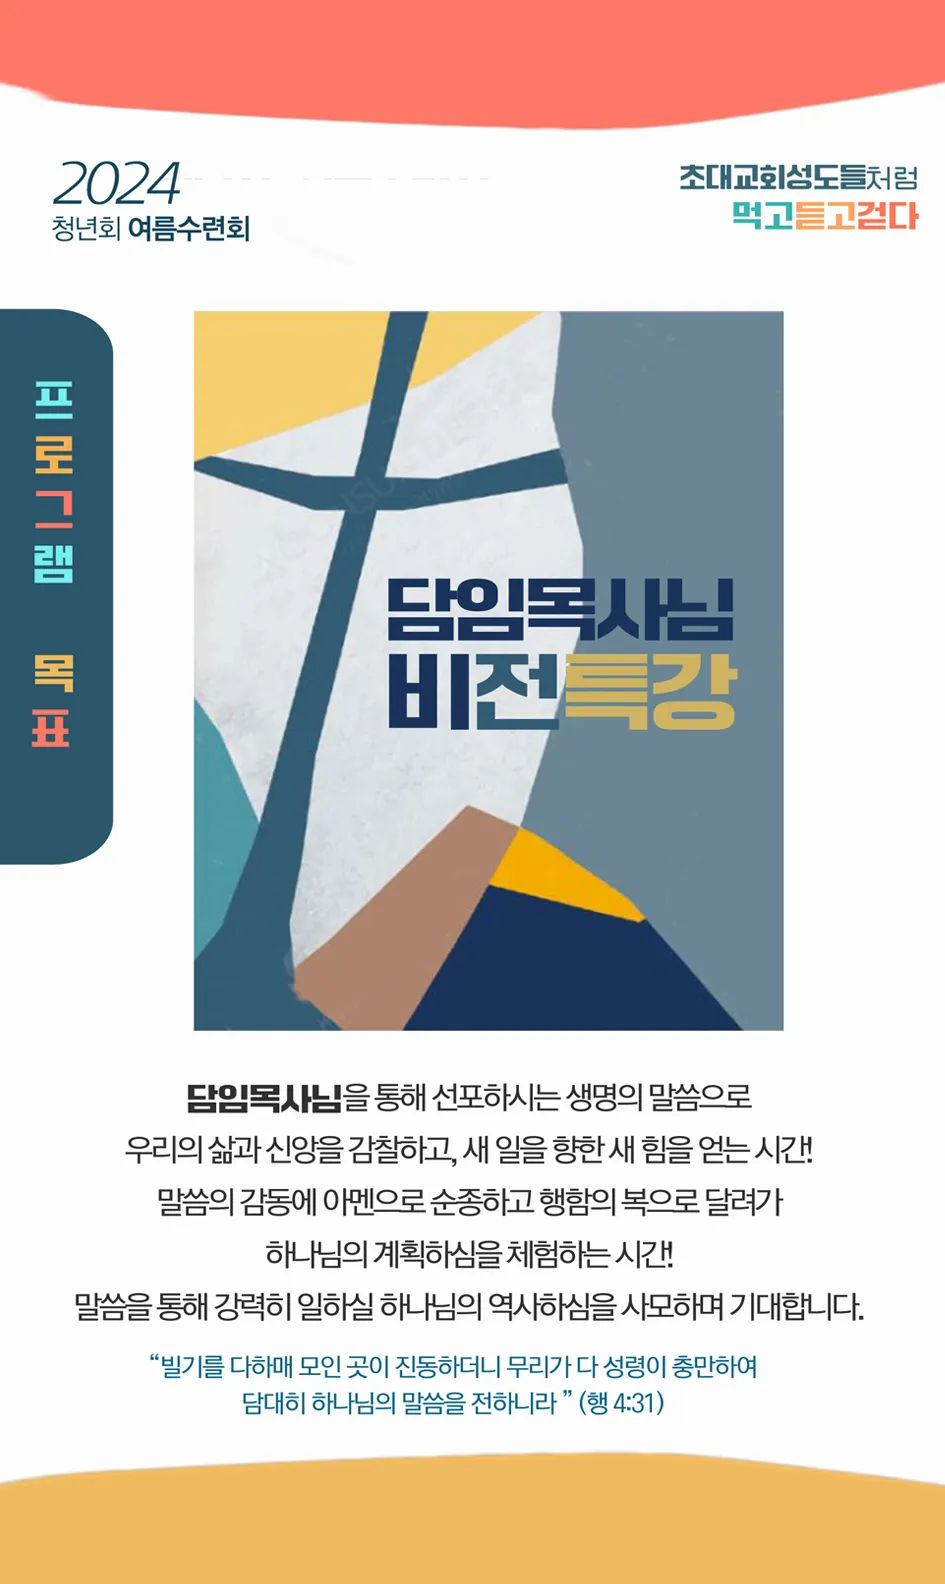 2024
청년회 여름수련회
초대교회성도들처럼
먹고듣고걷다
프로그램 목표
담임목사님
비전특강
담임목사님을 통해 선포하시는 생명의 말씀으로
우리의 삶과 신앙을 감찰하고, 새 일을 향한 새 힘을 얻는 시간!
말씀의 감동에 아멘으로 순종하고 행함의 복으로 달려가
하나님의 계획하심을 체험하는 시간!
말씀을 통해 강력히 일하실 하나님의 역사하심을 사모하며 기대합니다.
“빌기를 다하매 모인 곳이 진동하더니 무리가 다 성령이 충만하여
담대히 하나님의 말씀을 전하니라 ” (행 4:31)